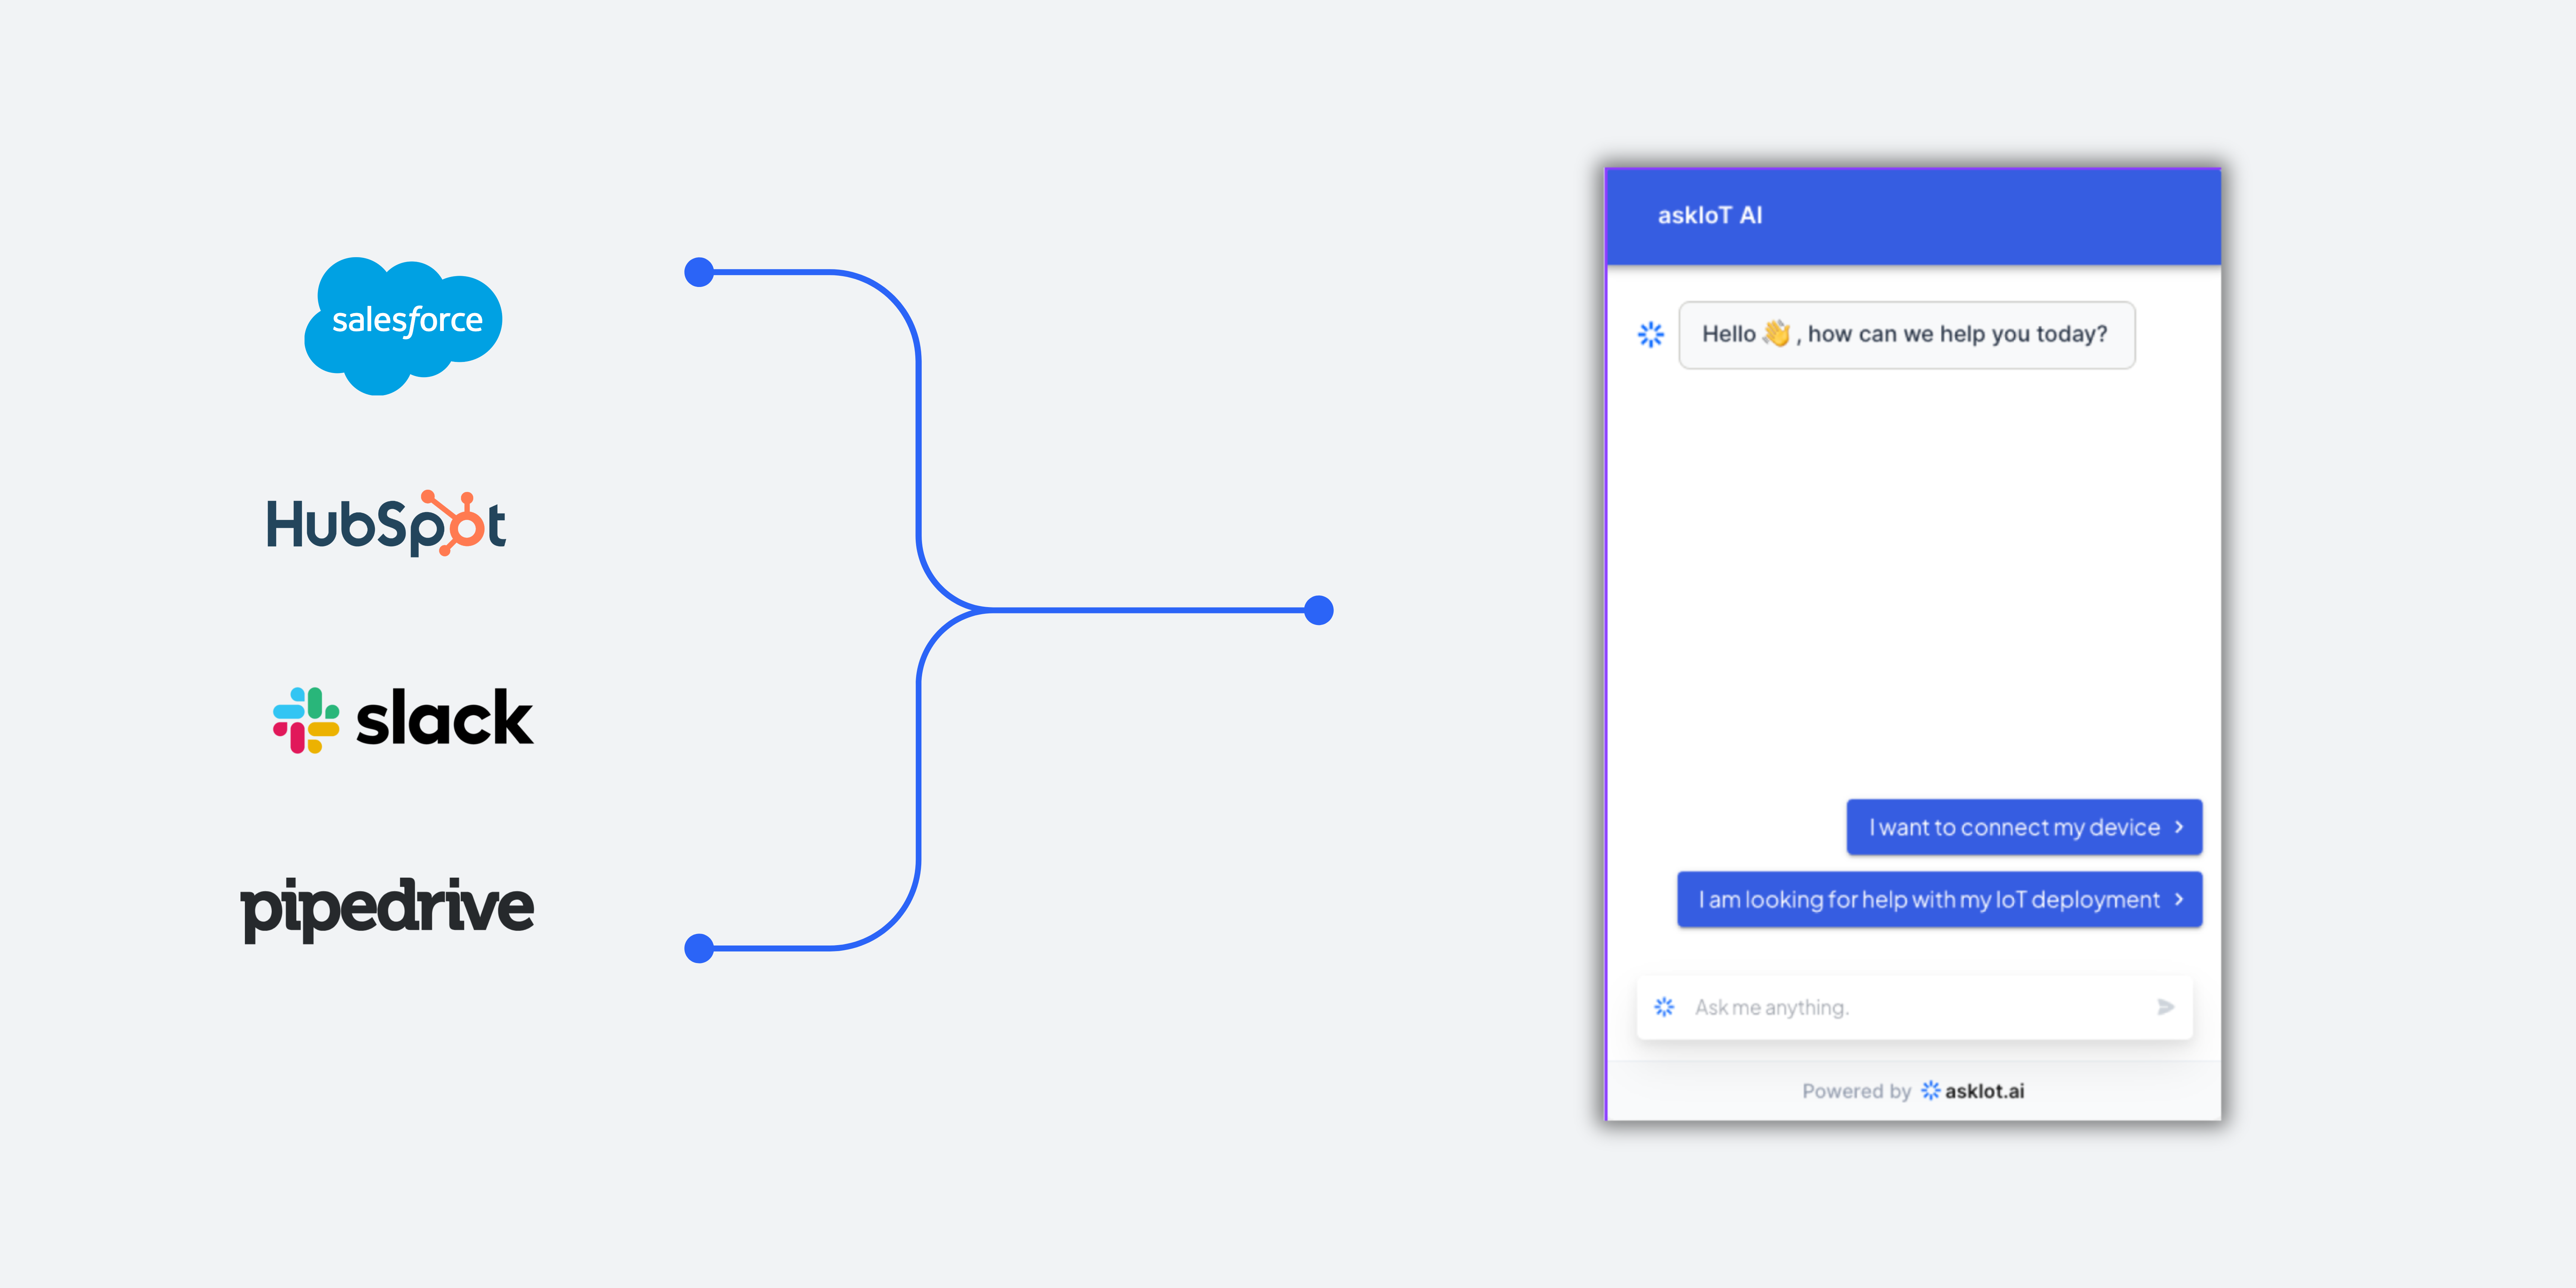 salesforce
HubSpot
slack
pipedrive
askIoT AI
Hello 👋 , how can we help you today?
I want to connect my device
I am looking for help with my IoT deployment
Ask me anything.
Powered by askIot.ai